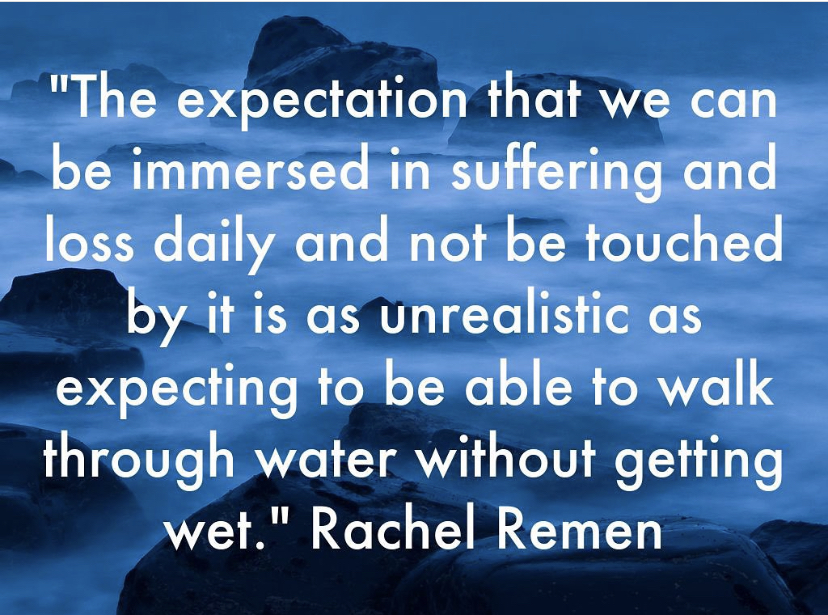 "The expectation that we can
be immersed in suffering and
loss daily and not be touched
by it is as unrealistic as
expecting to be able to walk
through water without getting
wet." Rachel Remen